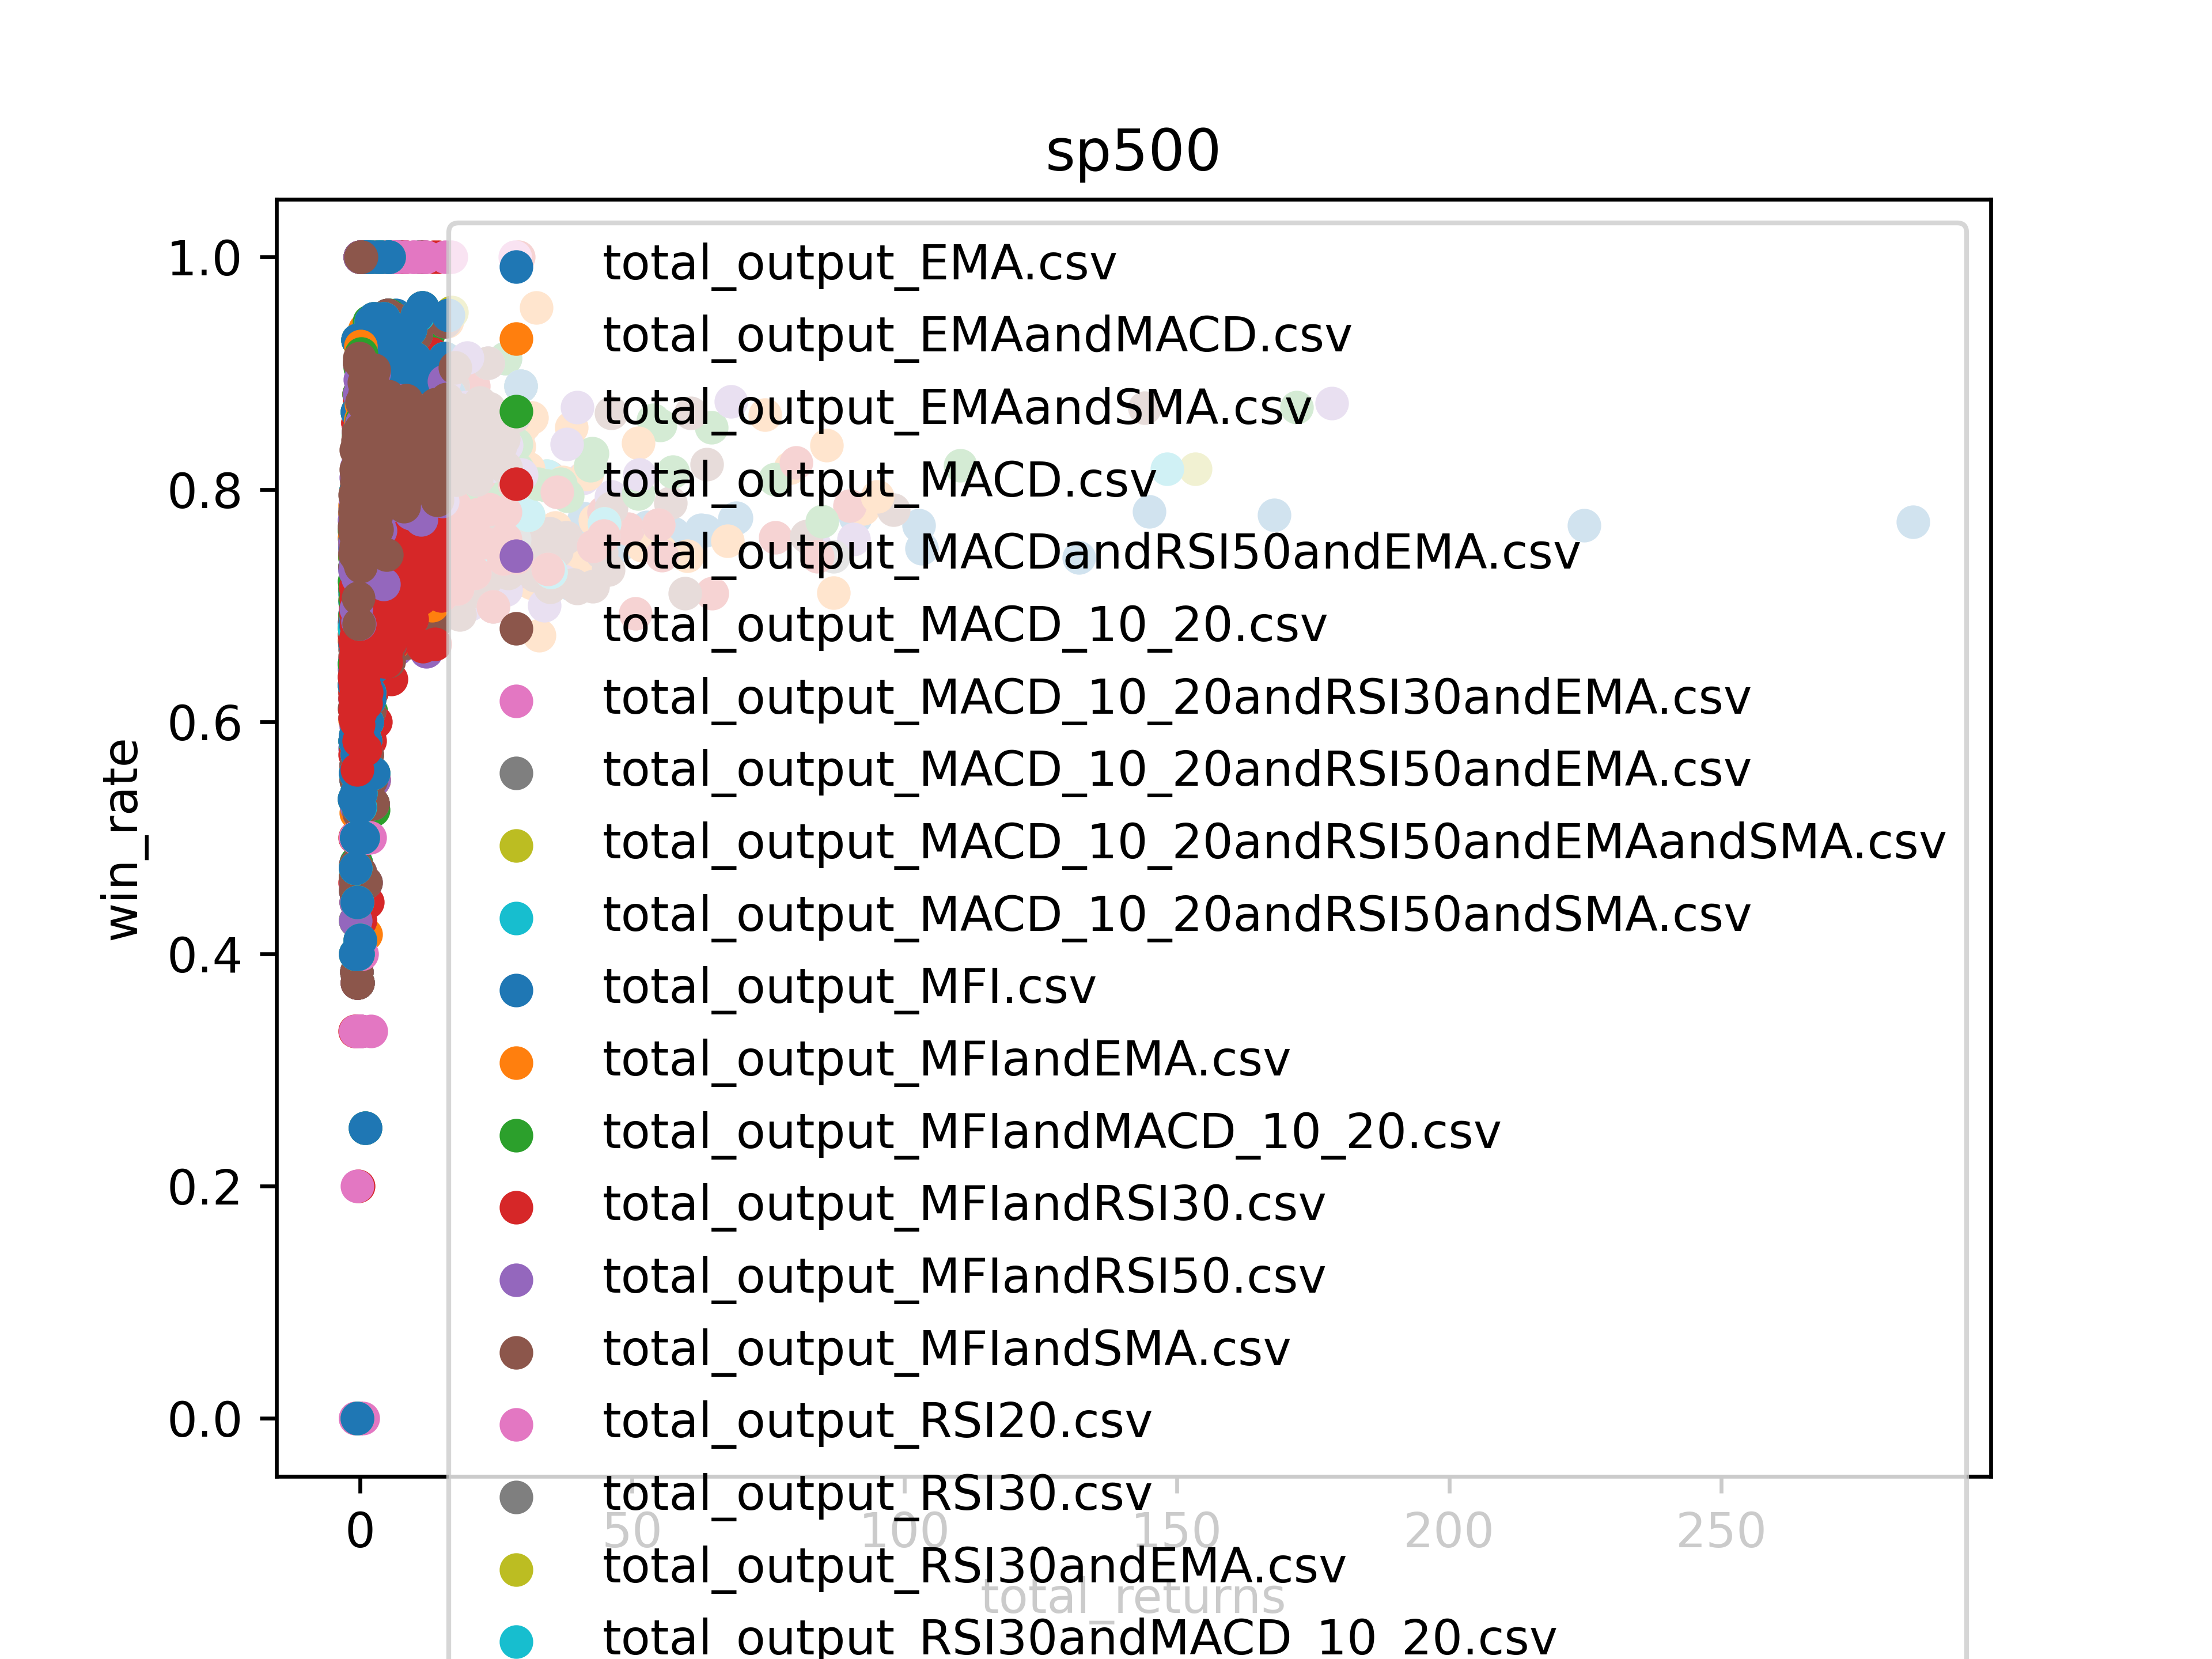 sp500
1.0
0.8
0.6
0.4
0.2
0.0
win_rate
total_output_EMA.csv
total_output_EMAandMACD.csv
total_output_EMAandSMA.csv
total_output_MACD.csv
total_output_MACDandRSI50andEMA.csv
total_output_MACD_10_20.csv
total_output_MACD_10_20andRSI30andEMA.csv
total_output_MACD_10_20andRSI50andEMA.csv
total_output_MACD_10_20andRSI50andEMAandSMA.csv
total_output_MACD_10_20andRSI50andSMA.csv
total_output_MFI.csv
total_output_MFIandEMA.csv
total_output_MFIandMACD_10_20.csv
total_output_MFIandRSI30.csv
total_output_MFIandRSI50.csv
total_output_MFIandSMA.csv
total_output_RSI20.csv
total_output_RSI30.csv
total_output_RSI30andEMA.csv
total_output_RSI30andMACD_10_20.csv
0 50 100 150 200 250
total_returns